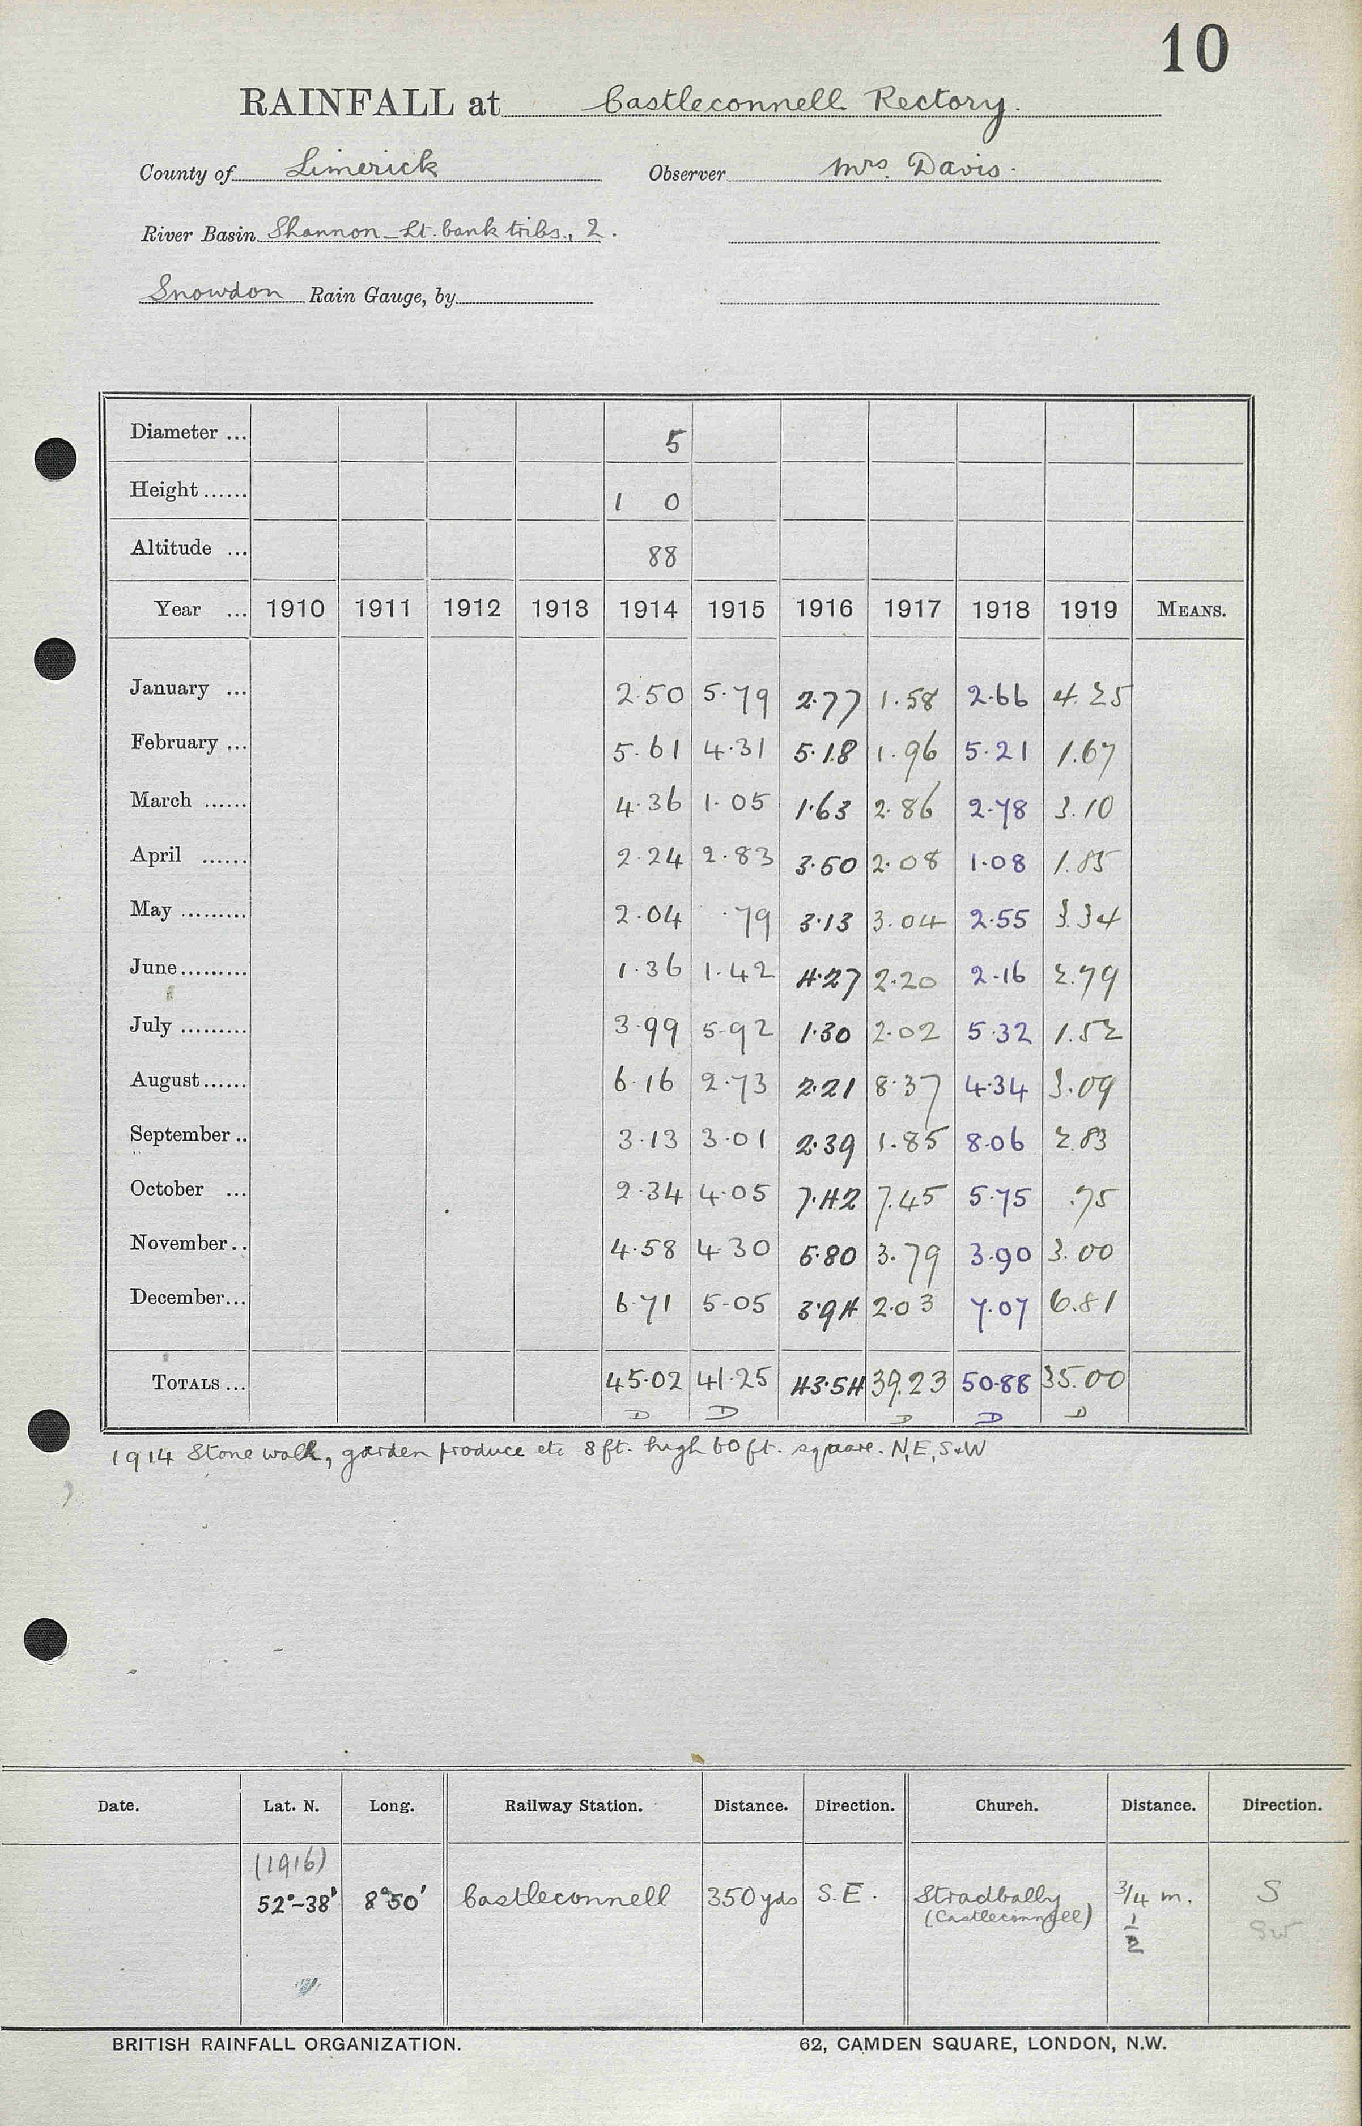 10
RAINFALL at Castleconnell Rectory.
County of Limerick Observer Mrs. Davis.
River Basin Shannon - Lt. bank tribs., 2.
Snowdon Rain Gauge, by
Diameter ... 5
Height ...... 1 0
Altitude ... 88
Year ... 1910 1911 1912 1913 1914 1915 1916 1917 1918 1919 MEANS.
January ... 2.50 5.79 2.77 1.58 2.66 4.25
February ... 5.61 4.31 5.18 1.96 5.21 1.67
March ...... 4.36 1.05 1.63 2.86 2.78 3.10
April ...... 2.24 2.83 3.50 2.08 1.08 1.85
May ......... 2.04 .79 3.13 3.04 2.55 3.34
June......... 1.36 1.42 4.27 2.20 2.16 2.79
July ......... 3.99 5.92 1.30 2.02 5.32 1.52
August...... 6.16 2.73 2.21 8.37 4.34 3.09
September .. 3.13 3.01 2.39 1.85 8.06 2.83
October ... 2.34 4.05 7.42 7.45 5.75 .75
November .. 4.58 4.30 5.80 3.79 3.90 3.00
December... 6.71 5.05 3.94 2.03 7.07 6.81
TOTALS ... 45.02 41.25 43.54 39.23 50.88 35.00
D D D D D
1914 Stone walk, garden produce etc 8 ft. high 60 ft. square. N, E, S & W
Date. Lat. N. Long. Railway Station. Distance. Direction. Church. Distance. Direction.
(1916)
52°-38' 8°50' Castleconnell 350 yds S.E. Stradbally 3/4 m. S
(Castleconnell) 1/2 SW
BRITISH RAINFALL ORGANIZATION. 62, CAMDEN SQUARE, LONDON, N.W.